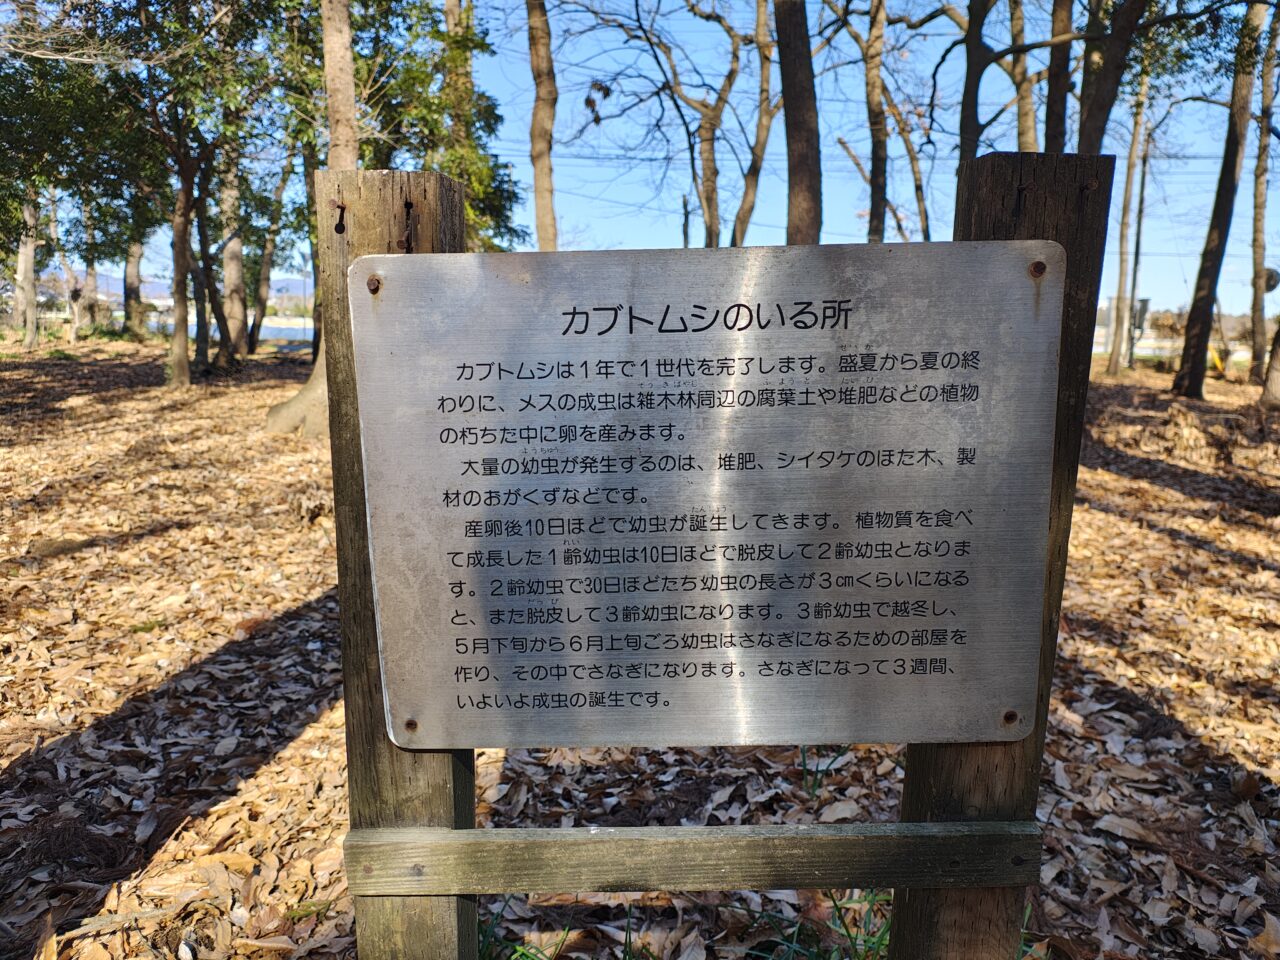 カブトムシのいる所
カブトムシは1年で1世代を完了します。盛夏から夏の終
わりに、メスの成虫は雑木林周辺の腐葉土や堆肥などの植物
の朽ちた中に卵を産みます。
大量の幼虫が発生するのは、堆肥、シイタケのほた木、製
材のおがくずなどです。
産卵後10日ほどで幼虫が誕生してきます。植物質を食べ
て成長した1齢幼虫は10日ほどで脱皮して2齢幼虫となりま
す。2齢幼虫で30日ほどたち幼虫の長さが3㎝くらいになる
と、また脱皮して3齢幼虫になります。3齢幼虫で越冬し、
5月下旬から6月上旬ごろ幼虫はさなぎになるための部屋を
作り、その中でさなぎになります。さなぎになって3週間、
いよいよ成虫の誕生です。